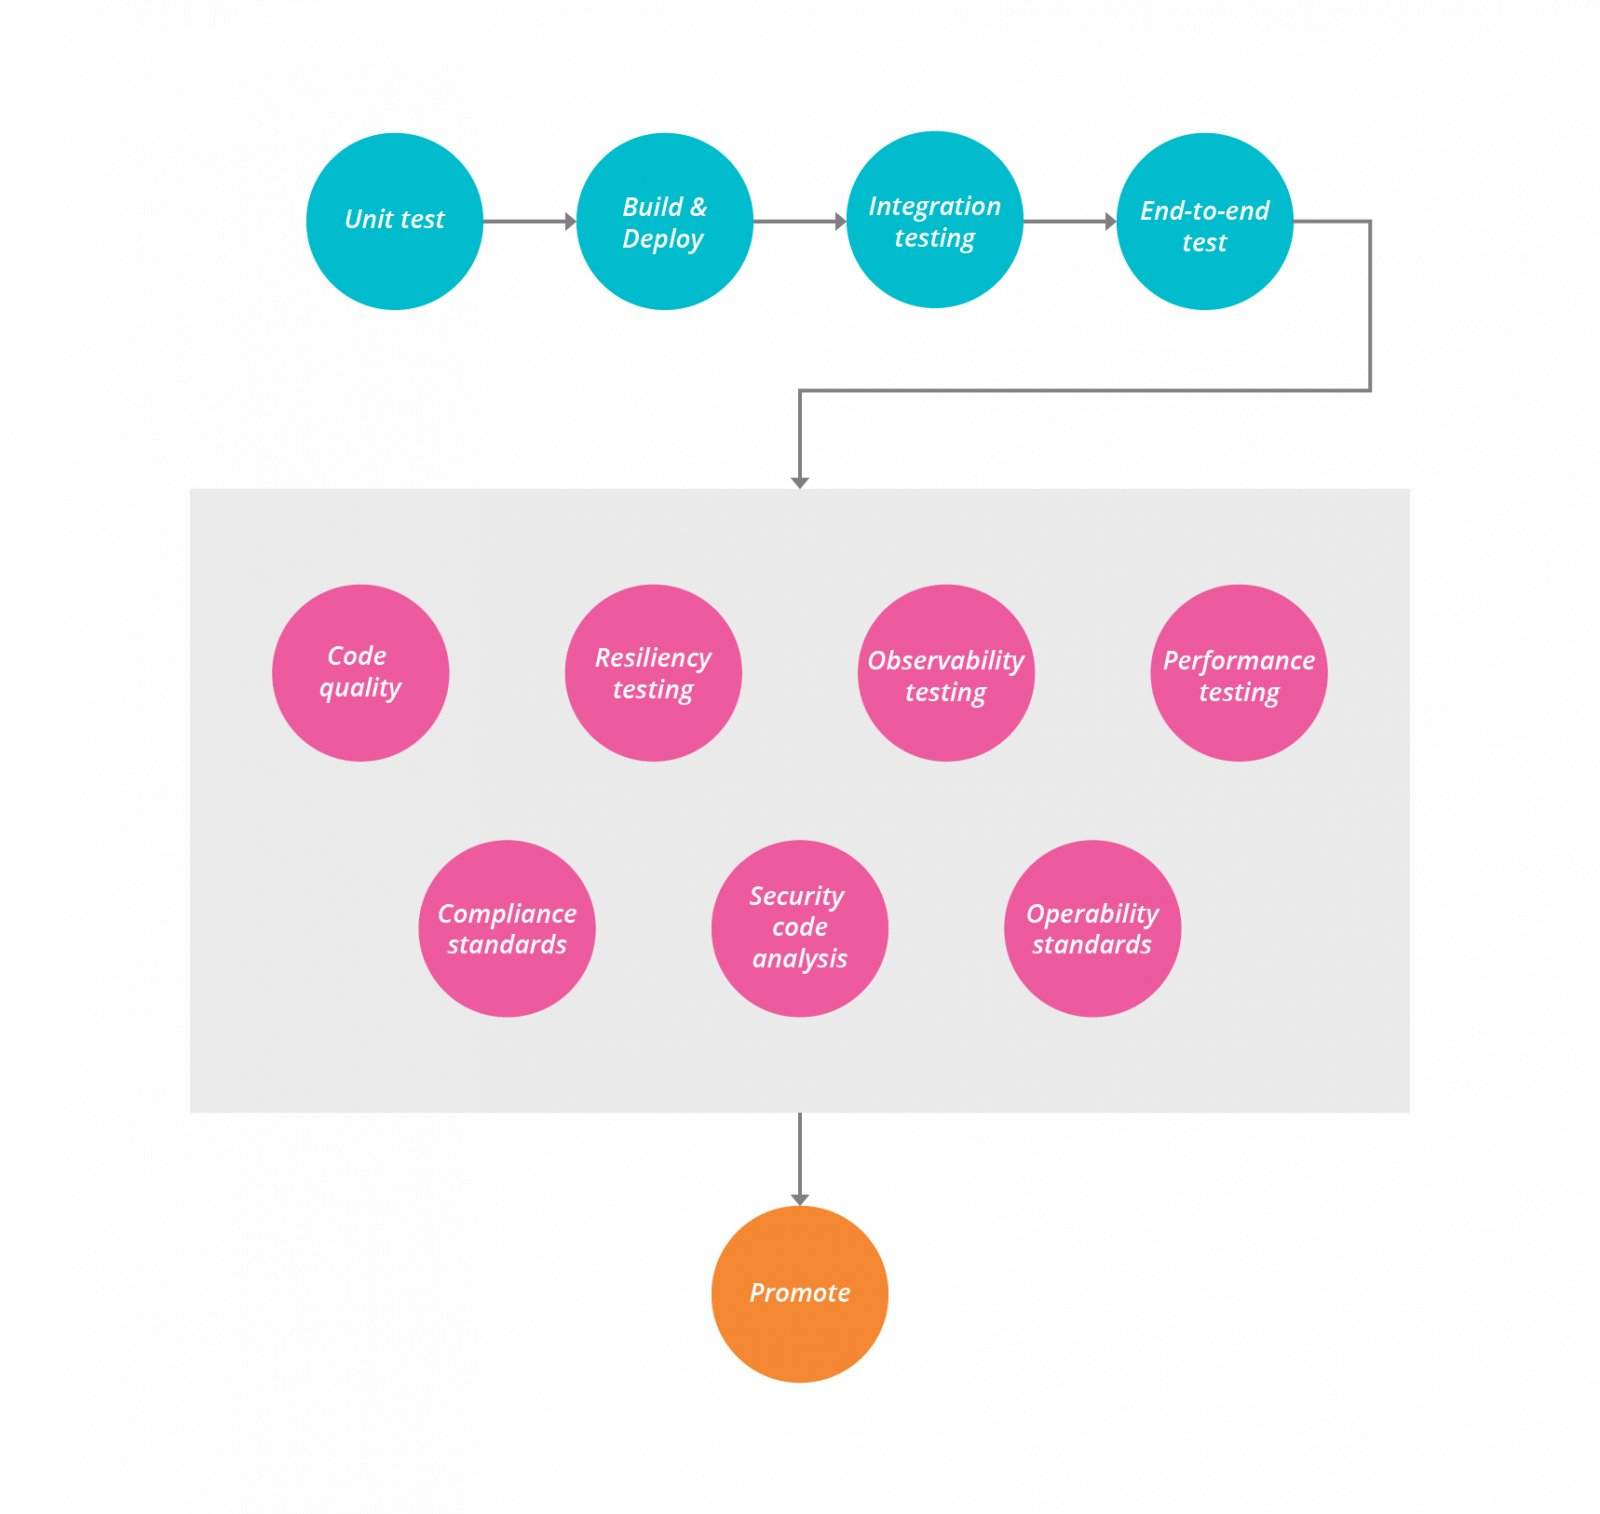 Unit test
Build &
Deploy
Integration
testing
End-to-end
test
Code
quality
Resiliency
testing
Observability
testing
Performance
testing
Compliance
standards
Security
code
analysis
Operability
standards
Promote